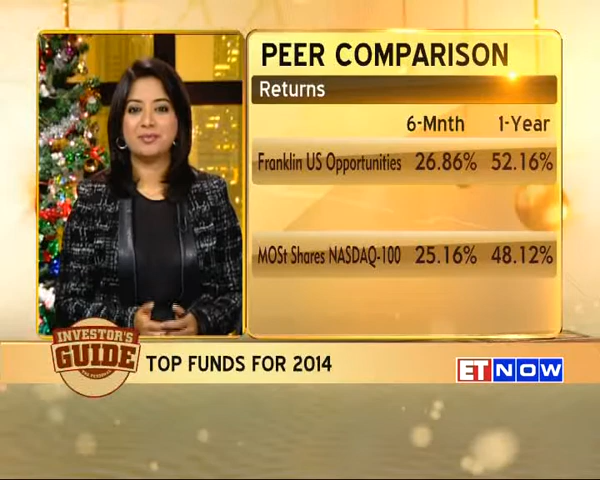 PEER COMPARISON
Returns
6-Mnth 1-Year
Franklin US Opportunities 26.86% 52.16%
MOSt Shares NASDAQ-100 25.16% 48.12%
INVESTOR'S
GUIDE
TOP FUNDS FOR 2014
ET NOW